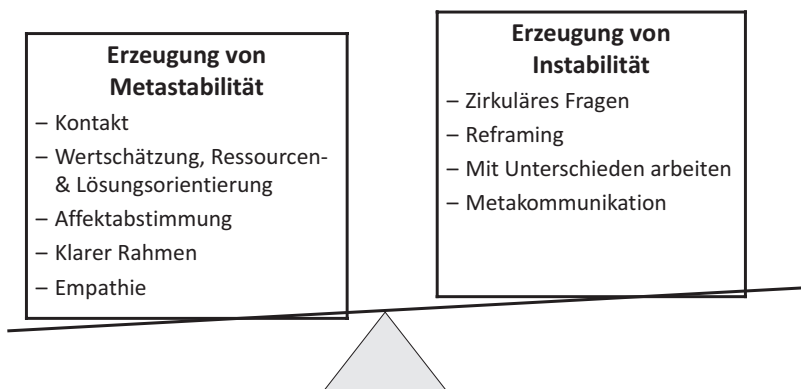 Erzeugung von
Metastabilität
– Kontakt
– Wertschätzung, Ressourcen-
& Lösungsorientierung
– Affektabstimmung
– Klarer Rahmen
– Empathie
Erzeugung von
Instabilität
– Zirkuläres Fragen
– Reframing
– Mit Unterschieden arbeiten
– Metakommunikation